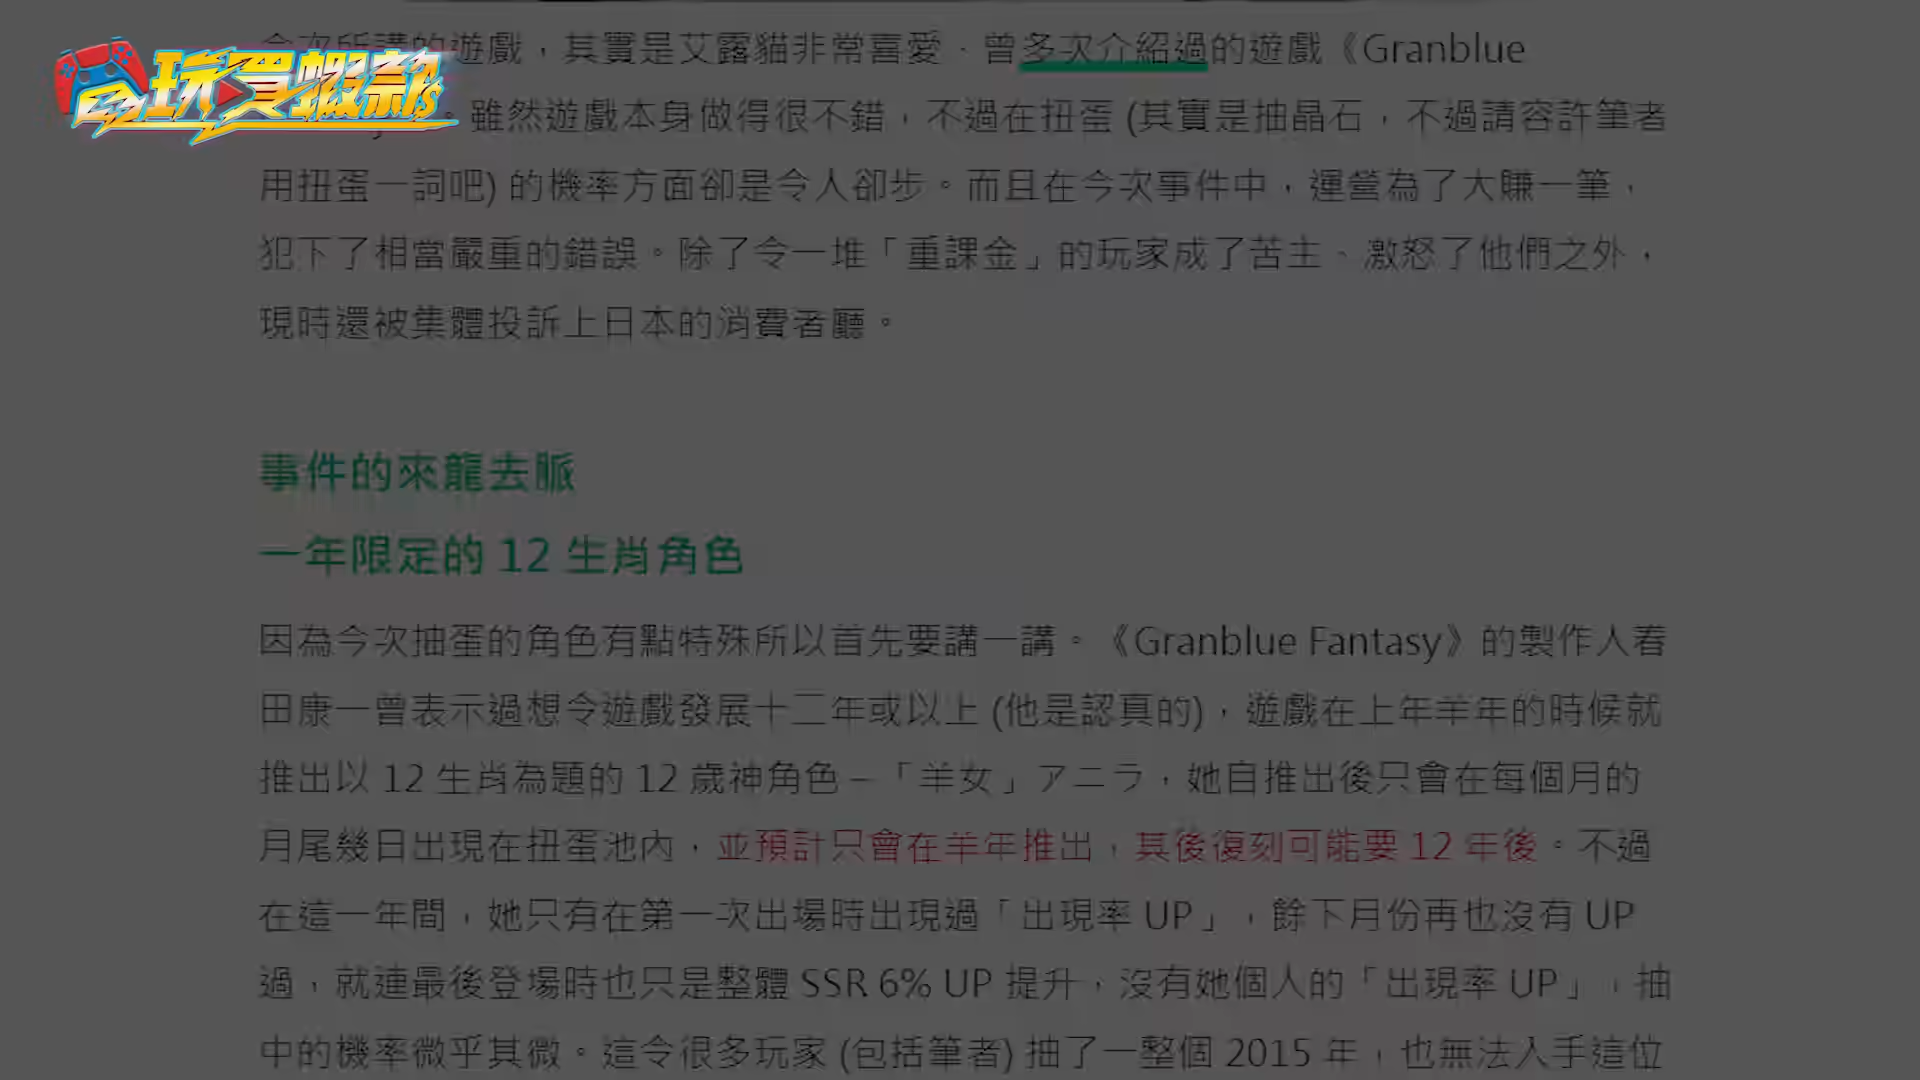 玩買蝦款
今次所講的遊戲，其實是艾露貓非常喜愛、曾多次介紹過的遊戲《Granblue
雖然遊戲本身做得很不錯，不過在扭蛋 (其實是抽晶石，不過請容許筆者
用扭蛋一詞吧) 的機率方面卻是令人卻步。而且在今次事件中，運營為了大賺一筆，
犯下了相當嚴重的錯誤。除了令一堆「重課金」的玩家成了苦主、激怒了他們之外，
現時還被集體投訴上日本的消費者廳。
事件的來龍去脈
一年限定的 12 生肖角色
因為今次抽蛋的角色有點特殊所以首先要講一講。《Granblue Fantasy》的製作人春
田康一曾表示過想令遊戲發展十二年或以上 (他是認真的)，遊戲在上年羊年的時候就
推出以 12 生肖為題的 12 歲神角色 –「羊女」アニラ，她自推出後只會在每個月的
月尾幾日出現在扭蛋池內，並預計只會在羊年推出，其後復刻可能要 12 年後。不過
在這一年間，她只有在第一次出場時出現過「出現率 UP」，餘下月份再也沒有 UP
過，就連最後登場時也只是整體 SSR 6% UP 提升，沒有她個人的「出現率 UP」，抽
中的機率微乎其微。這令很多玩家 (包括筆者) 抽了一整個 2015 年，也無法入手這位